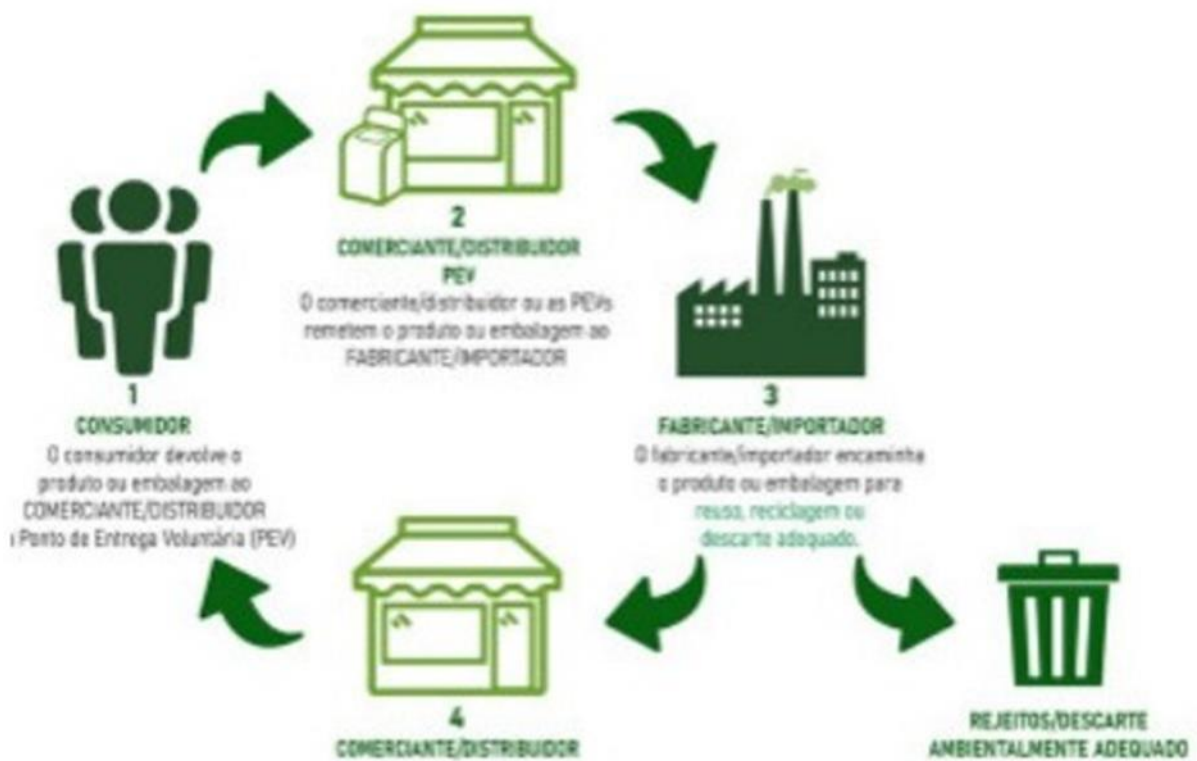 1
CONSUMIDOR
O consumidor devolve o
produto ou embalagem ao
COMERCIANTE/DISTRIBUIDOR
Ponto de Entrega Voluntária (PEV)
2
COMERCIANTE/DISTRIBUIDOR
PEV
O comerciante/distribuidor ou as PEVs
remetem o produto ou embalagem ao
FABRICANTE/IMPORTADOR
3
FABRICANTE/IMPORTADOR
O fabricante/importador encaminha
o produto ou embalagem para
reuso, reciclagem ou
descarte adequado.
4
COMERCIANTE/DISTRIBUIDOR
REJEITOS/DESCARTE
AMBIENTALMENTE ADEQUADO